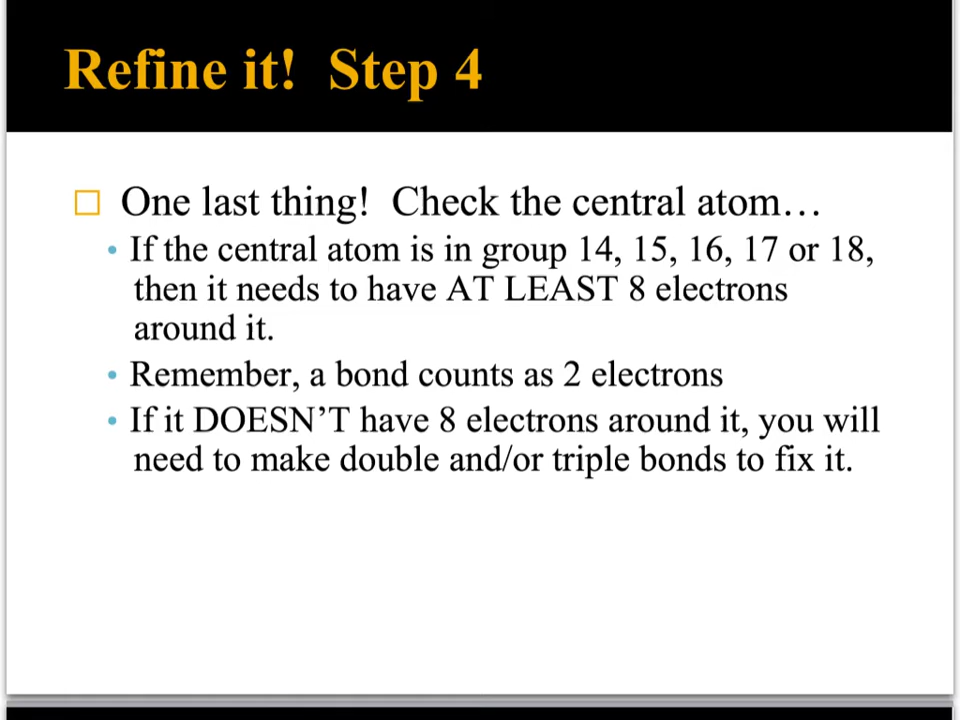 Refine it! Step 4
One last thing! Check the central atom…
• If the central atom is in group 14, 15, 16, 17 or 18,
then it needs to have AT LEAST 8 electrons
around it.
• Remember, a bond counts as 2 electrons
• If it DOESN’T have 8 electrons around it, you will
need to make double and/or triple bonds to fix it.